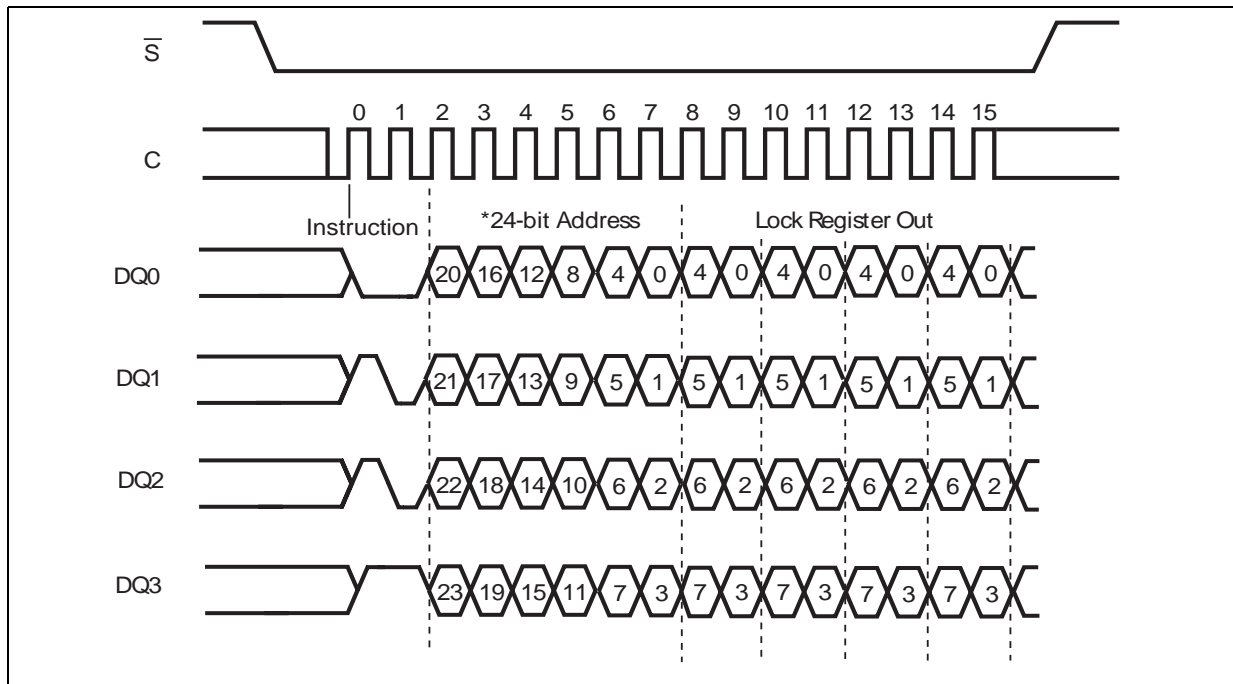 S
0 1 2 3 4 5 6 7 8 9 10 11 12 13 14 15
C
Instruction *24-bit Address Lock Register Out
DQ0 20 16 12 8 4 0 4 0 4 0 4 0 4 0
DQ1 21 17 13 9 5 1 5 1 5 1 5 1 5 1
DQ2 22 18 14 10 6 2 6 2 6 2 6 2 6 2
DQ3 23 19 15 11 7 3 7 3 7 3 7 3 7 3